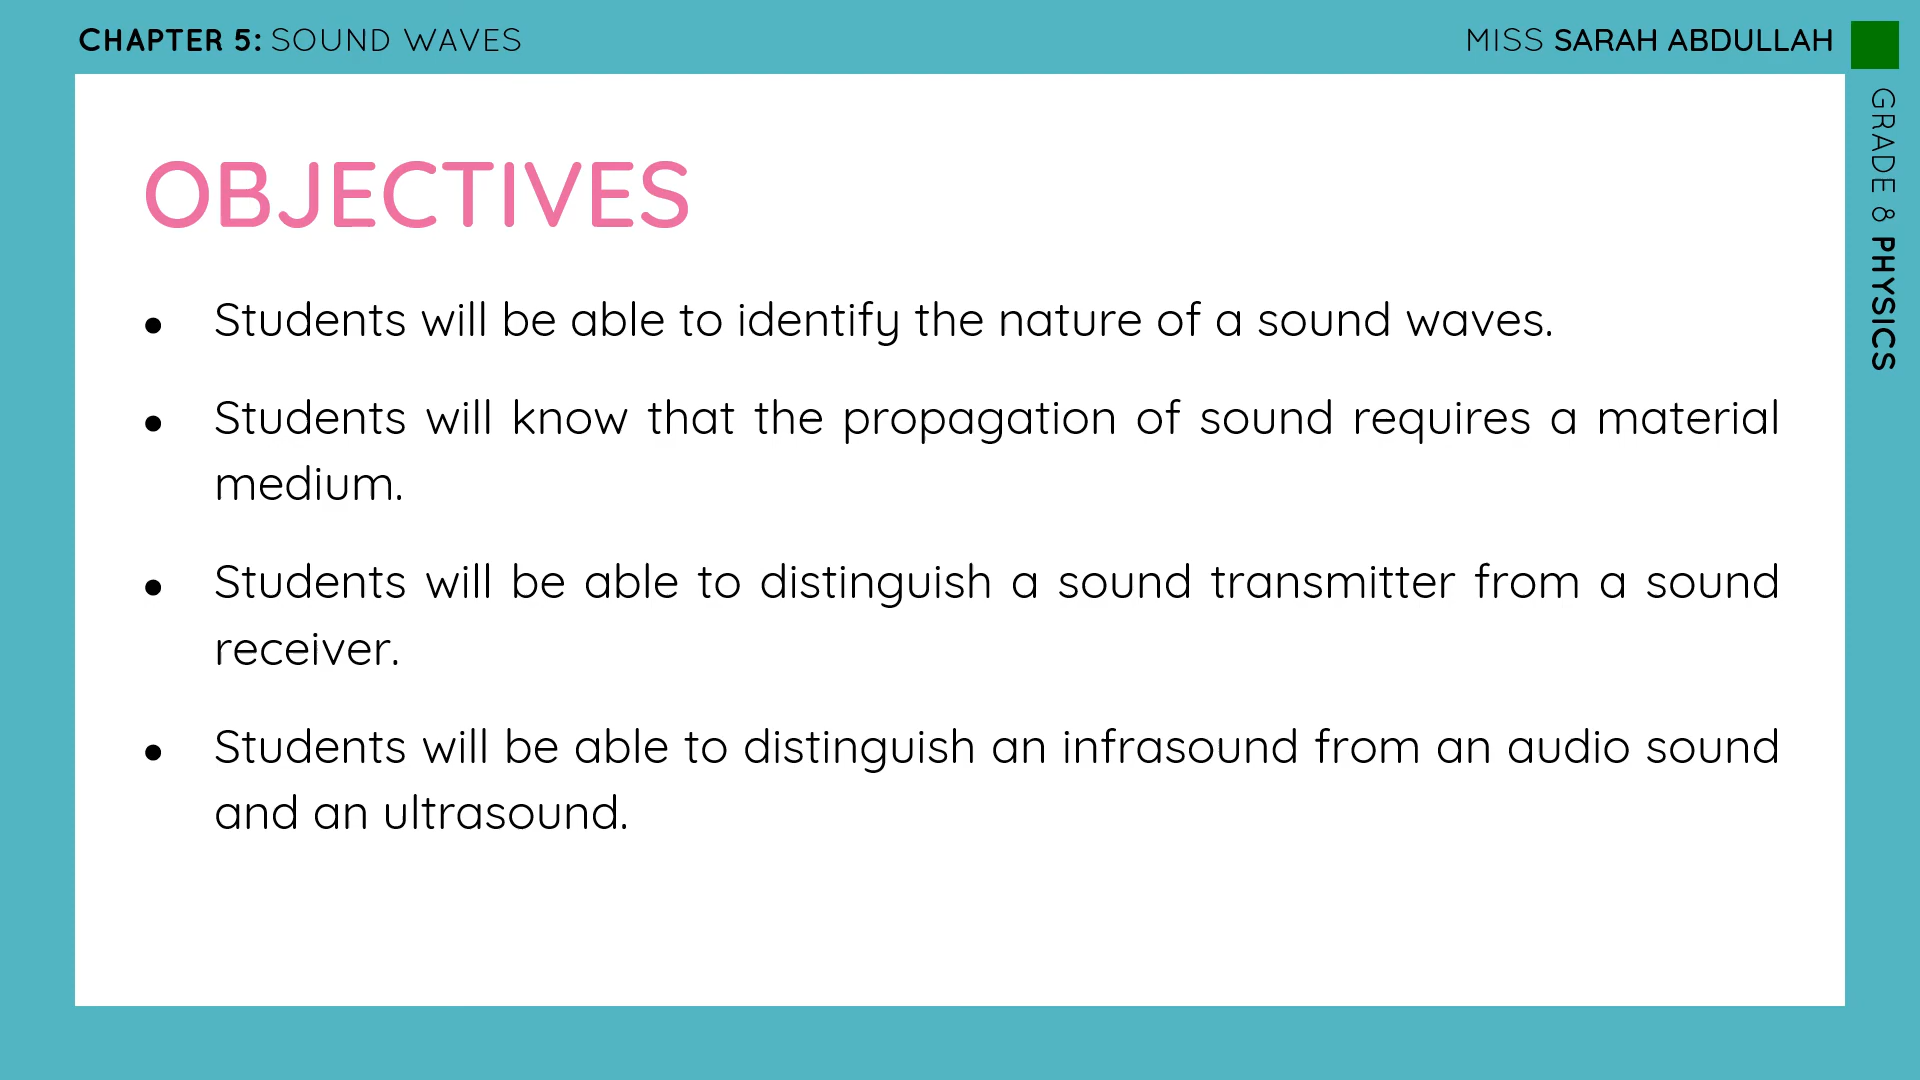 CHAPTER 5: SOUND WAVES
MISS SARAH ABDULLAH
GRADE 8 PHYSICS
OBJECTIVES
• Students will be able to identify the nature of a sound waves.
• Students will know that the propagation of sound requires a material
medium.
• Students will be able to distinguish a sound transmitter from a sound
receiver.
• Students will be able to distinguish an infrasound from an audio sound
and an ultrasound.